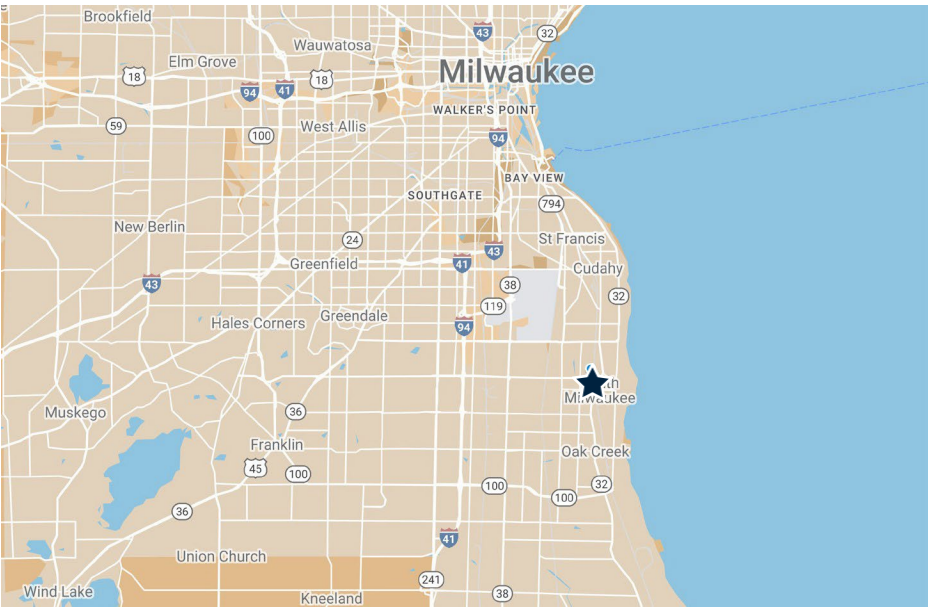 Brookfield
43
32
Wauwatosa
Elm Grove
Milwaukee
18
18
94
41
WALKER'S POINT
59
100
West Allis
94
BAY VIEW
SOUTHGATE
794
New Berlin
24
St Francis
43
Greenfield
41
Cudahy
43
38
32
119
Greendale
Hales Corners
94
Milwaukee
Muskego
36
Franklin
Oak Creek
45
100
100
32
100
36
41
Union Church
241
Wind Lake
Kneeland
38